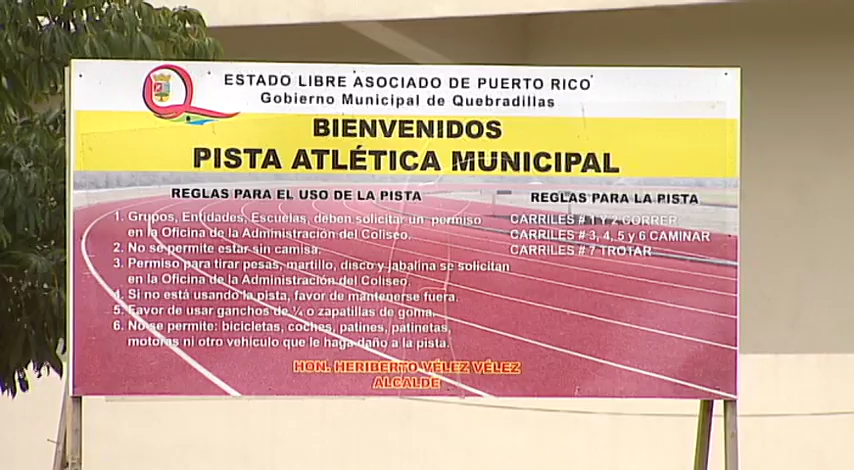 ESTADO LIBRE ASOCIADO DE PUERTO RICO
Gobierno Municipal de Quebradillas
BIENVENIDOS
PISTA ATLÉTICA MUNICIPAL
REGLAS PARA EL USO DE LA PISTA
1. Grupos, Entidades, Escuelas, deben solicitar un permiso
en la Oficina de la Administración del Coliseo.
2. No se permite estar sin camisa.
3. Permiso para tirar pesas, martillo, disco y jabalina se solicitan
en la Oficina de la Administración del Coliseo.
4. Si no está usando la pista, favor de mantenerse fuera.
5. Favor de usar ganchos de ¼ o zapatillas de goma.
6. No se permite: bicicletas, coches, patines, patinetas,
motoras ni otro vehículo que le haga daño a la pista.
REGLAS PARA LA PISTA
CARRILES # 1 Y 2 CORRER
CARRILES # 3, 4, 5 y 6 CAMINAR
CARRILES # 7 TROTAR
HON. HERIBERTO VÉLEZ VÉLEZ
ALCALDE